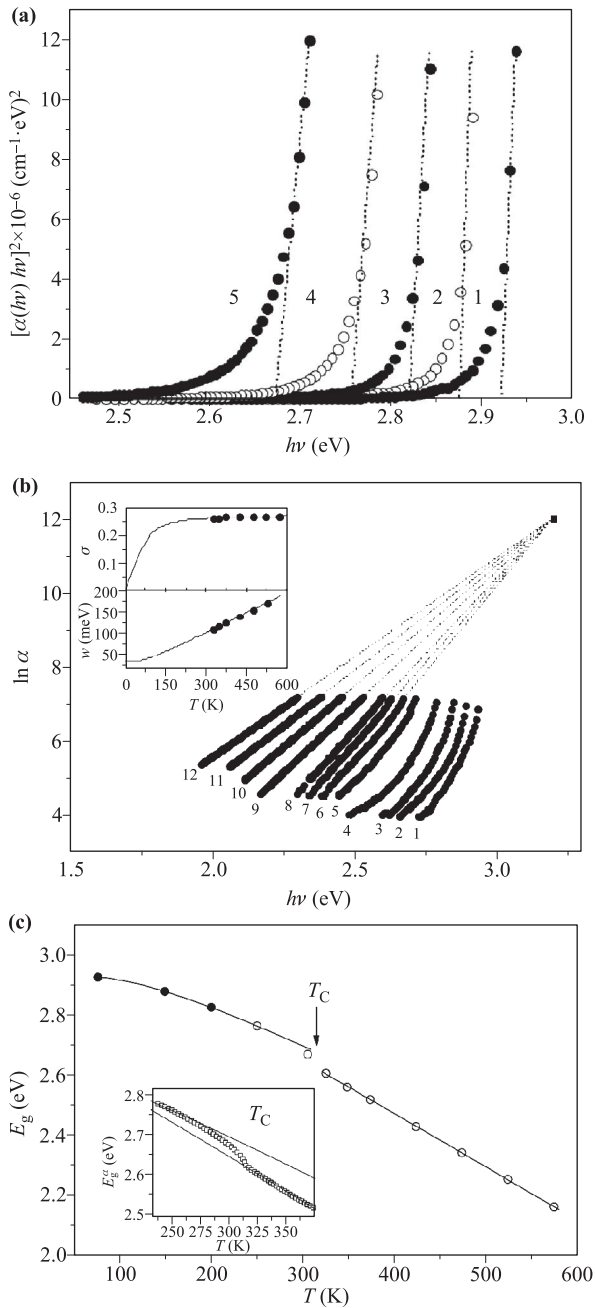 (a)
12
10
8
6
4
2
0
[α(hν) hν]²×10⁻⁶ (cm⁻¹·eV)²
5 4 3 2 1
2.5 2.6 2.7 2.8 2.9 3.0
hν (eV)
(b)
12
10
8
6
4
ln α
0.3
0.2
0.1
σ
200
150
100
50
w (meV)
0 150 300 450 600
T (K)
12 11 10 9 8 7 6 5 4 3 2 1
1.5 2.0 2.5 3.0
hν (eV)
(c)
3.0
2.8
2.6
2.4
2.2
2.0
E_g (eV)
T_C
2.8
2.7
2.6
2.5
E_g^α (eV)
T_C
250 275 300 325 350
T (K)
100 200 300 400 500 600
T (K)